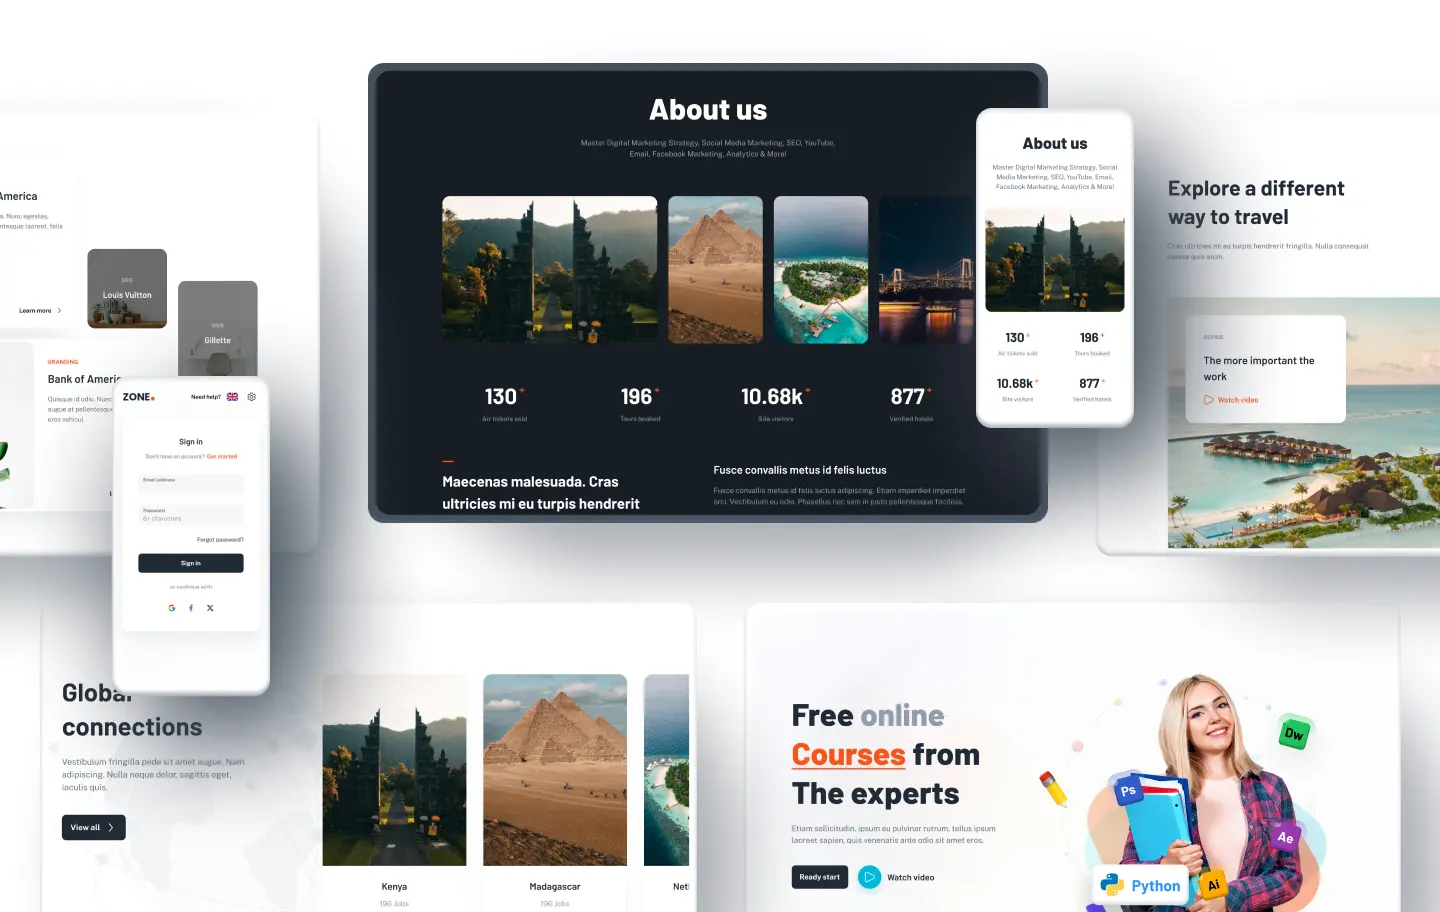 About us
Master Digital Marketing Strategy, Social Media Marketing, SEO, YouTube,
Email, Facebook Marketing, Analytics & More!
130+
Air tickets sold
196+
Tours booked
10.68k+
Site visitors
877+
Verified hotels
Maecenas malesuada. Cras
ultricies mi eu turpis hendrerit
Fusce convallis metus id felis luctus
Fusce convallis metus id felis luctus adipiscing. Etiam imperdiet imperdiet
orci. Vestibulum eu odio. Phasellus nec sem in justo pellentesque facilisis.
About us
Master Digital Marketing Strategy, Social
Media Marketing, SEO, YouTube, Email,
Facebook Marketing, Analytics & More!
130+
Air tickets sold
196+
Tours booked
10.68k+
Site visitors
877+
Verified hotels
Explore a different
way to travel
Cras ultricies mi eu turpis hendrerit fringilla. Nulla consequat
massa quis enim.
DEVICE
The more important the
work
Watch video
America
o. Nunc egestas,
ntesque laoreet, felis
Learn more
SEO
Louis Vuitton
WEB
Gillette
BRANDING
Bank of Americ
Quisque id odio. Nunc
augue at pellentesque
eros vehicul
ZONE.
Need help?
Sign in
Don't have an account? Get started
Email address
Password
6+ characters
Forgot password?
Sign in
or continue with
Global
connections
Vestibulum fringilla pede sit amet augue. Nam
adipiscing. Nulla neque dolor, sagittis eget,
iaculis quis.
View all
Kenya
196 Jobs
Madagascar
196 Jobs
Net
Free online
Courses from
The experts
Etiam sollicitudin, ipsum eu pulvinar rutrum, tellus ipsum
laoreet sapien, quis venenatis ante odio sit amet eros.
Ready start
Watch video
Dw
Ps
Ae
Ai
Python